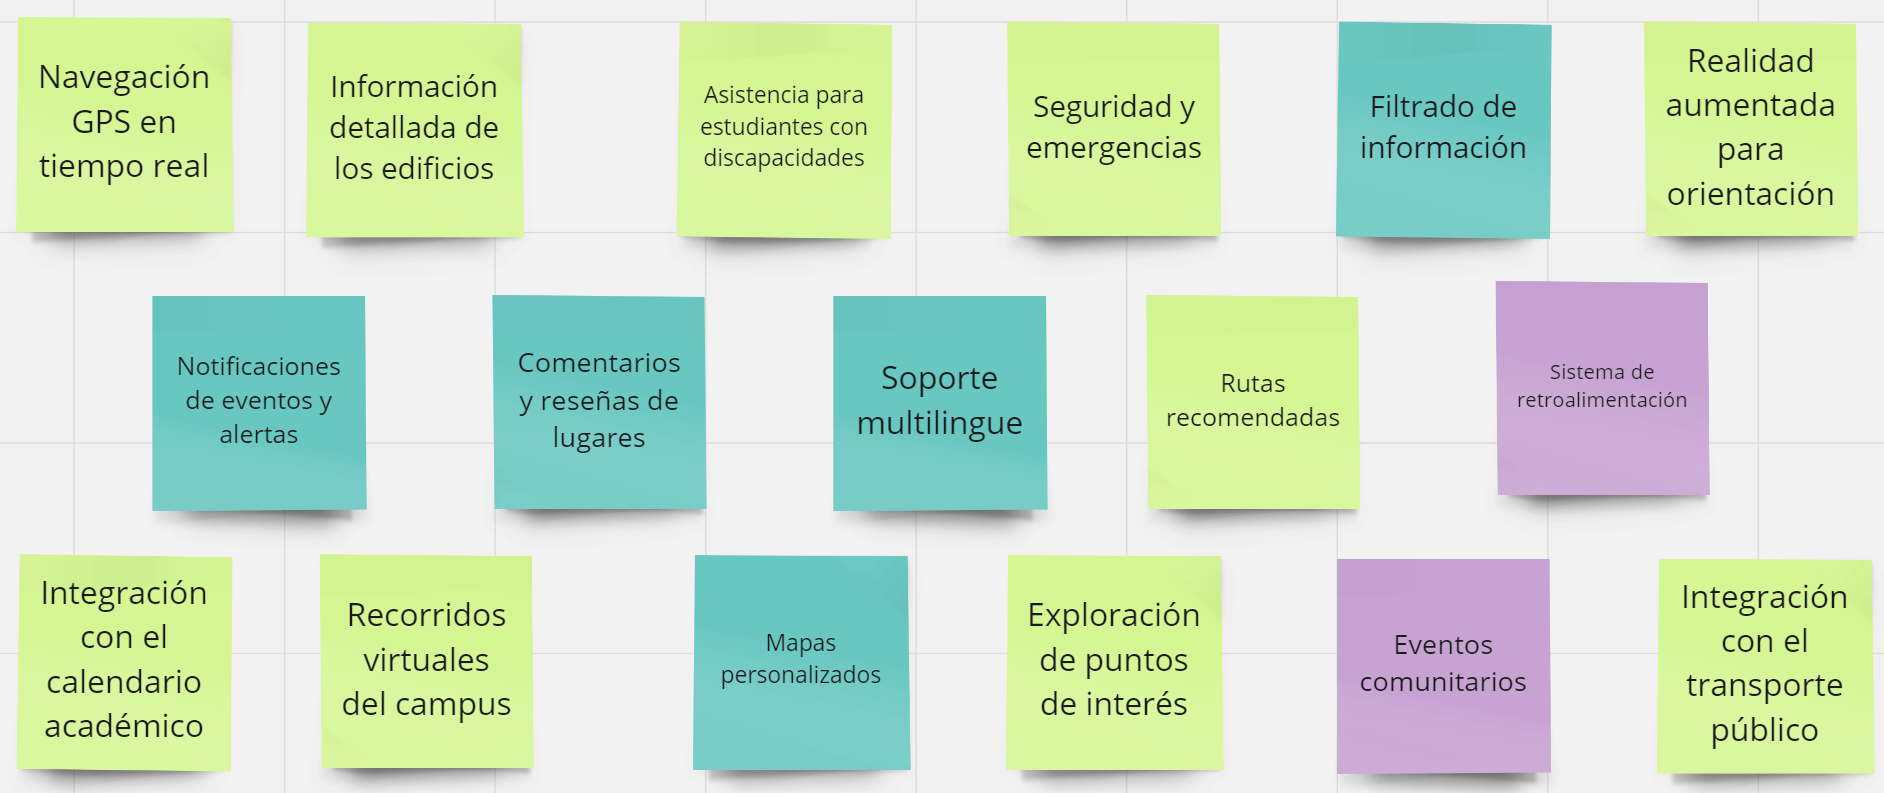 Navegación
GPS en
tiempo real
Información
detallada de
los edificios
Asistencia para
estudiantes con
discapacidades
Seguridad y
emergencias
Filtrado de
información
Realidad
aumentada
para
orientación
Notificaciones
de eventos y
alertas
Comentarios
y reseñas de
lugares
Soporte
multilingue
Rutas
recomendadas
Sistema de
retroalimentación
Integración
con el
calendario
académico
Recorridos
virtuales
del campus
Mapas
personalizados
Exploración
de puntos
de interés
Eventos
comunitarios
Integración
con el
transporte
público